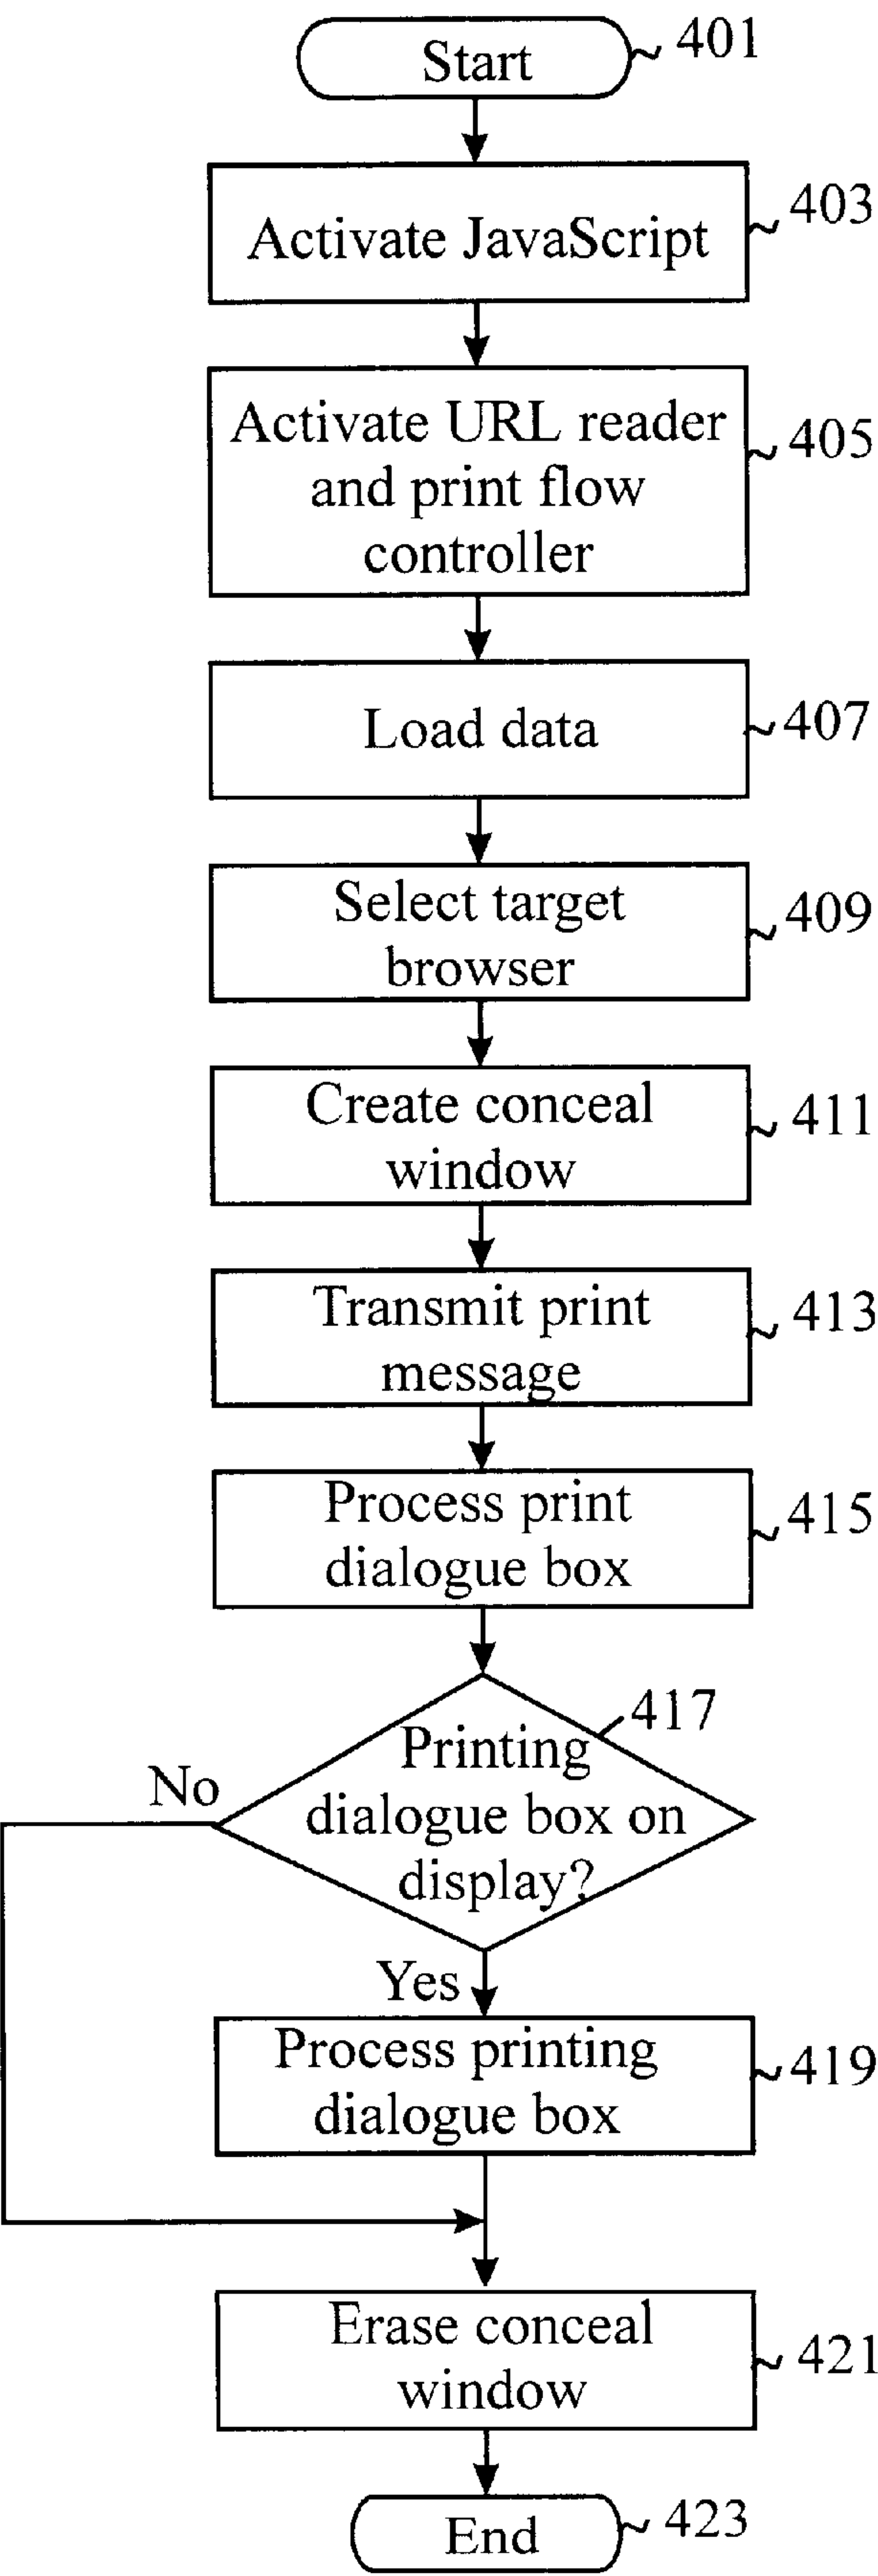 Start
401
Activate JavaScript
403
Activate URL reader
and print flow
controller
405
Load data
407
Select target
browser
409
Create conceal
window
411
Transmit print
message
413
Process print
dialogue box
415
417
Printing
dialogue box on
display?
No
Yes
Process printing
dialogue box
419
Erase conceal
window
421
End
423